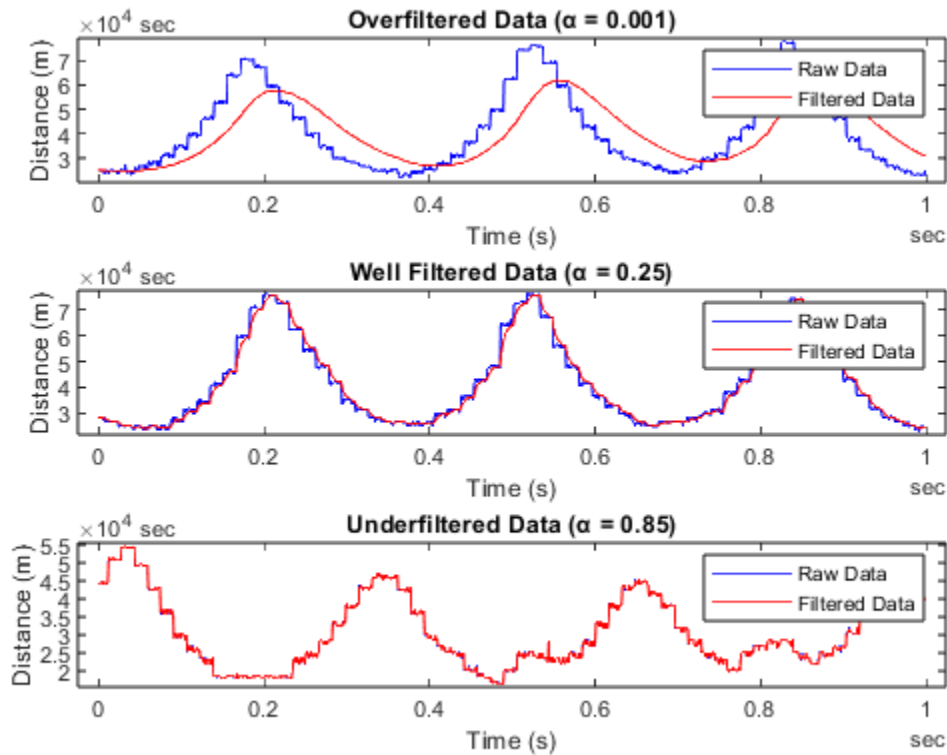 ×10⁴ sec
Overfiltered Data (α = 0.001)
Distance (m)
7
6
5
4
3
Raw Data
Filtered Data
0 0.2 0.4 0.6 0.8 1
Time (s)
sec
×10⁴ sec
Well Filtered Data (α = 0.25)
Distance (m)
7
6
5
4
3
Raw Data
Filtered Data
0 0.2 0.4 0.6 0.8 1
Time (s)
sec
×10⁴ sec
Underfiltered Data (α = 0.85)
Distance (m)
5.5
4.5
4
3.5
2.5
2
Raw Data
Filtered Data
0 0.2 0.4 0.6 0.8 1
Time (s)
sec